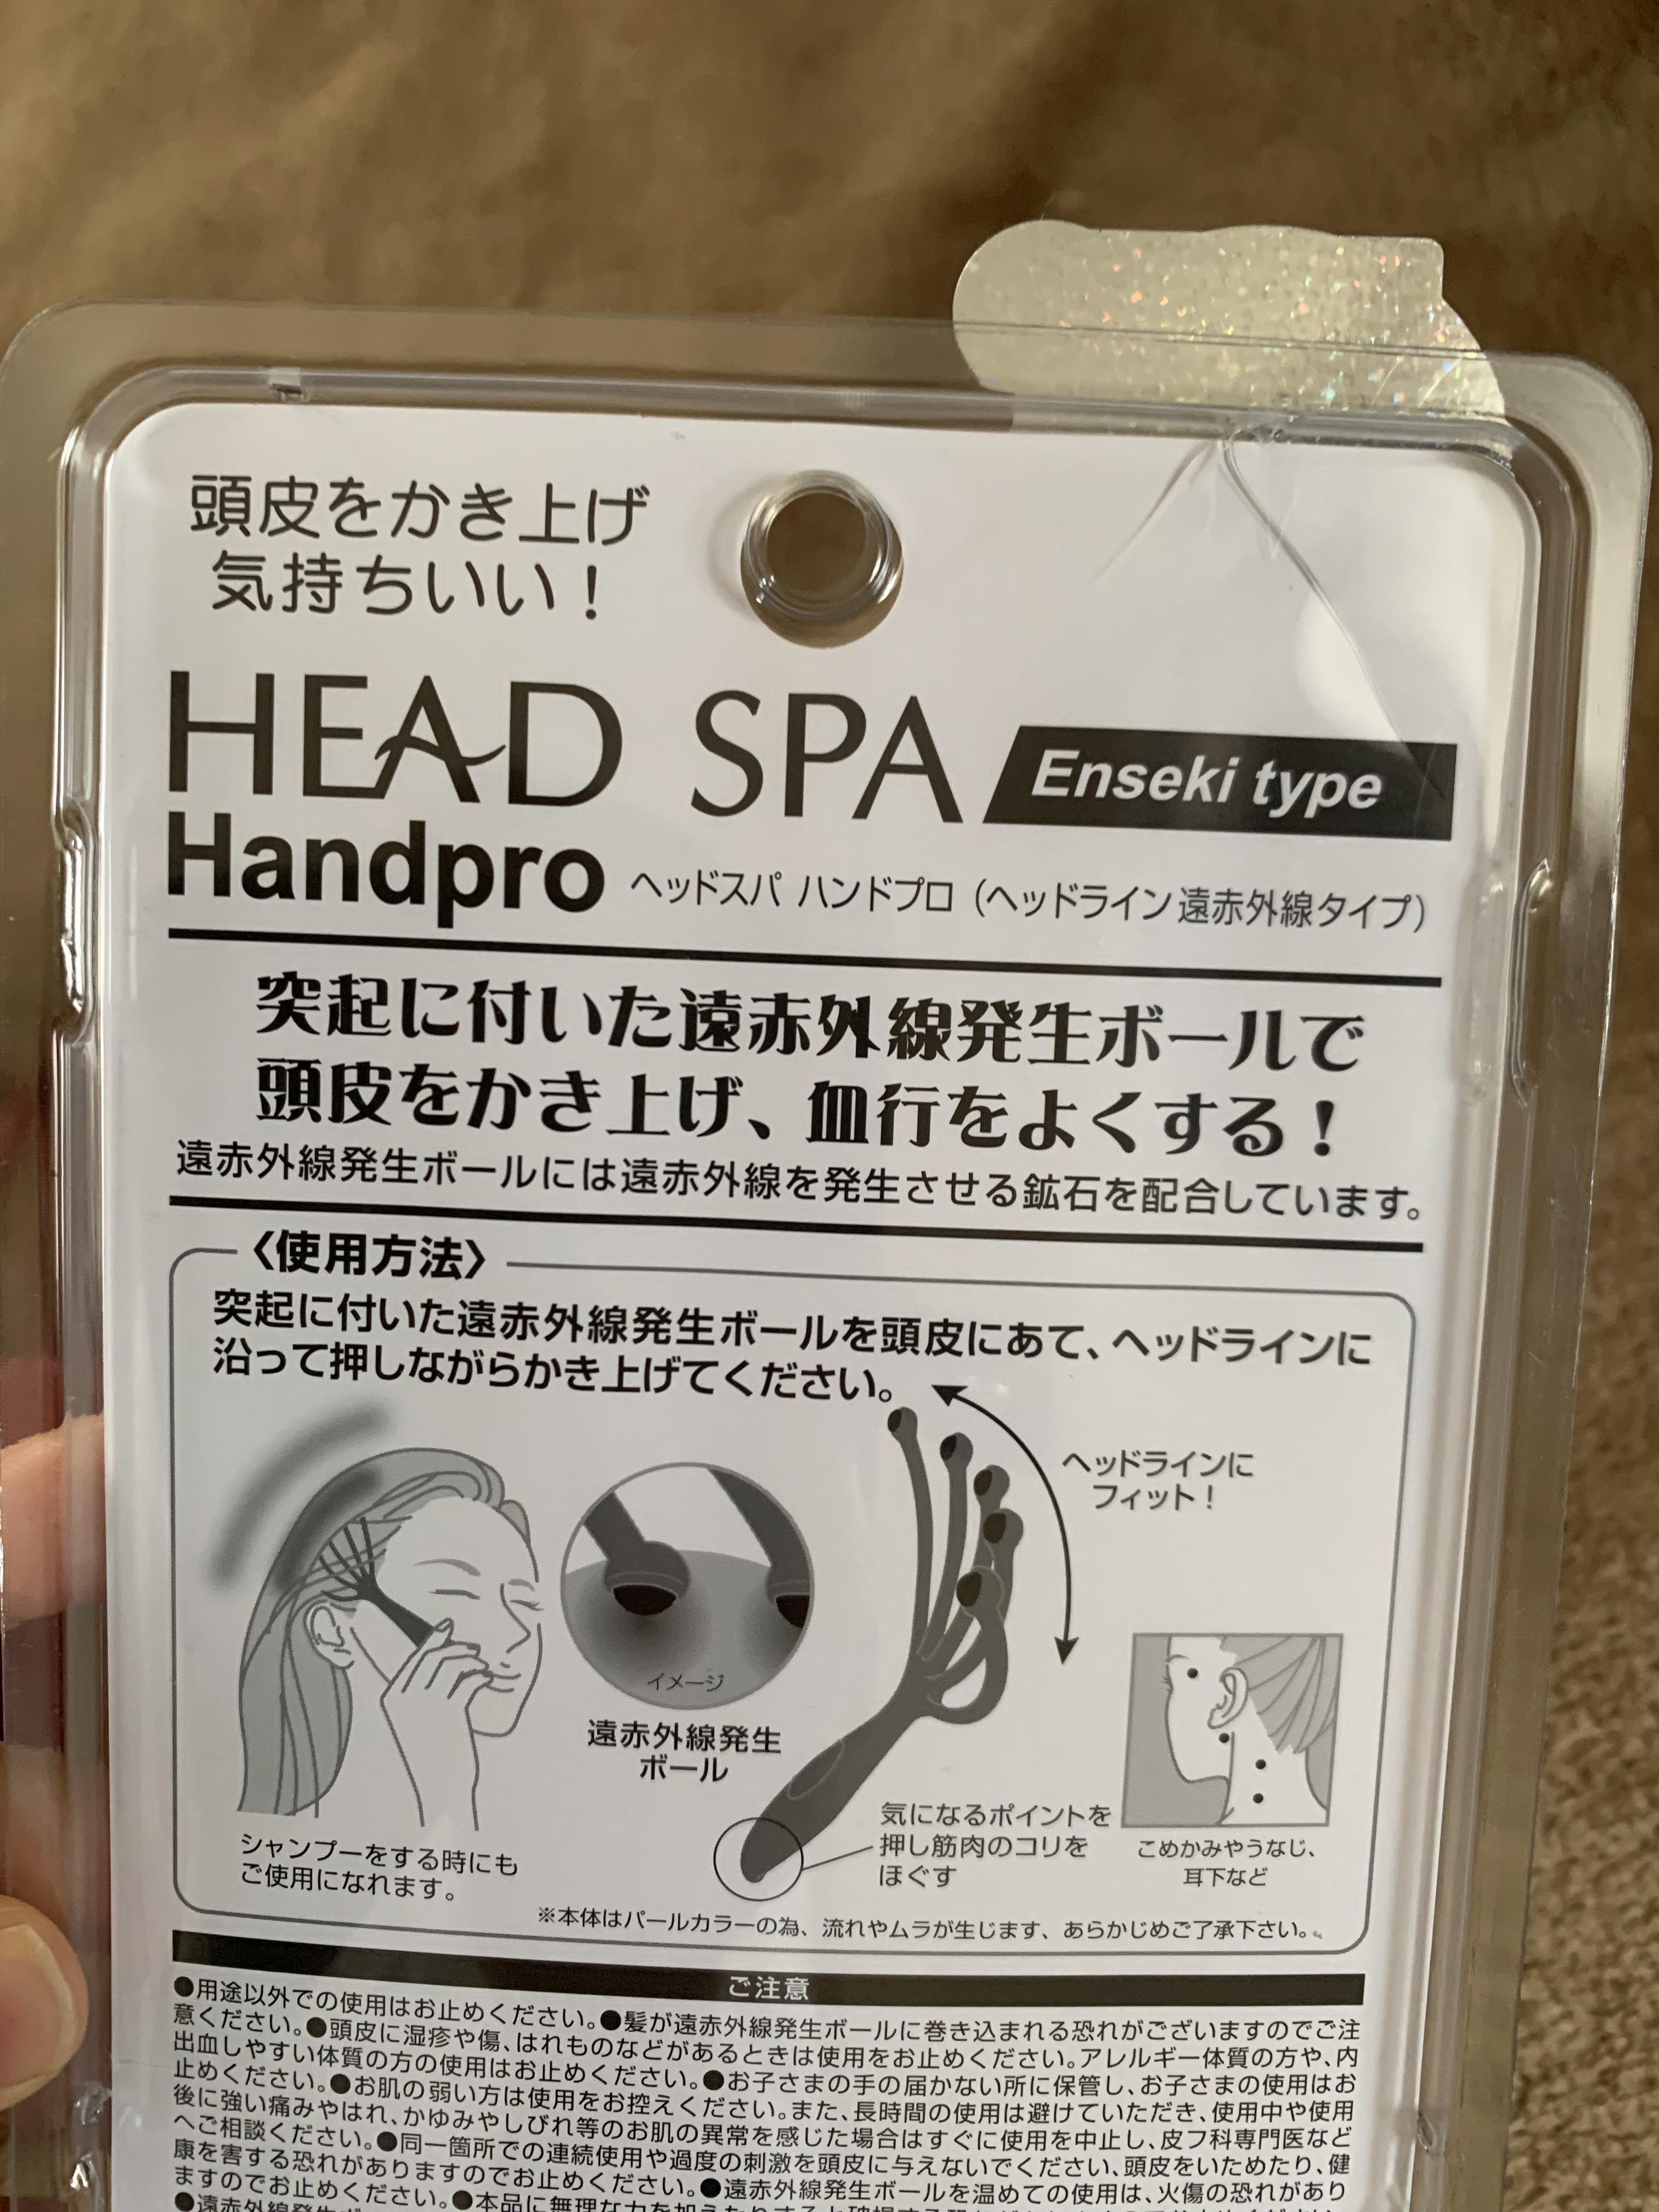 頭皮をかき上げ
気持ちいい！
HEAD SPA Enseki type
Handpro ヘッドスパ ハンドプロ（ヘッドライン遠赤外線タイプ）
突起に付いた遠赤外線発生ボールで
頭皮をかき上げ、血行をよくする！
遠赤外線発生ボールには遠赤外線を発生させる鉱石を配合しています。
〈使用方法〉
突起に付いた遠赤外線発生ボールを頭皮にあて、ヘッドラインに
沿って押しながらかき上げてください。
ヘッドラインに
フィット！
イメージ
遠赤外線発生
ボール
シャンプーをする時にも
ご使用になれます。
気になるポイントを
押し筋肉のコリを
ほぐす
こめかみやうなじ、
耳下など
※本体はパールカラーの為、流れやムラが生じます、あらかじめご了承下さい。
ご注意
●用途以外での使用はお止めください。●髪が遠赤外線発生ボールに巻き込まれる恐れがございますのでご注
意ください。●頭皮に湿疹や傷、はれものなどがあるときは使用をお止めください。アレルギー体質の方や、内
出血しやすい体質の方の使用はお止めください。●お子さまの手の届かない所に保管し、お子さまの使用はお
止めください。●お肌の弱い方は使用をお控えください。また、長時間の使用は避けていただき、使用中や使用
後に強い痛みやはれ、かゆみやしびれ等のお肌の異常を感じた場合はすぐに使用を中止し、皮フ科専門医など
へご相談ください。●同一箇所での連続使用や過度の刺激を頭皮に与えないでください、頭皮をいためたり、健
康を害する恐れがありますのでお止めください。●遠赤外線発生ボールを温めての使用は、火傷の恐れがあり
ますのでお止めください。●本品に無理な力を加えたりすると破損する恐れ
●遠赤外線発生ボ